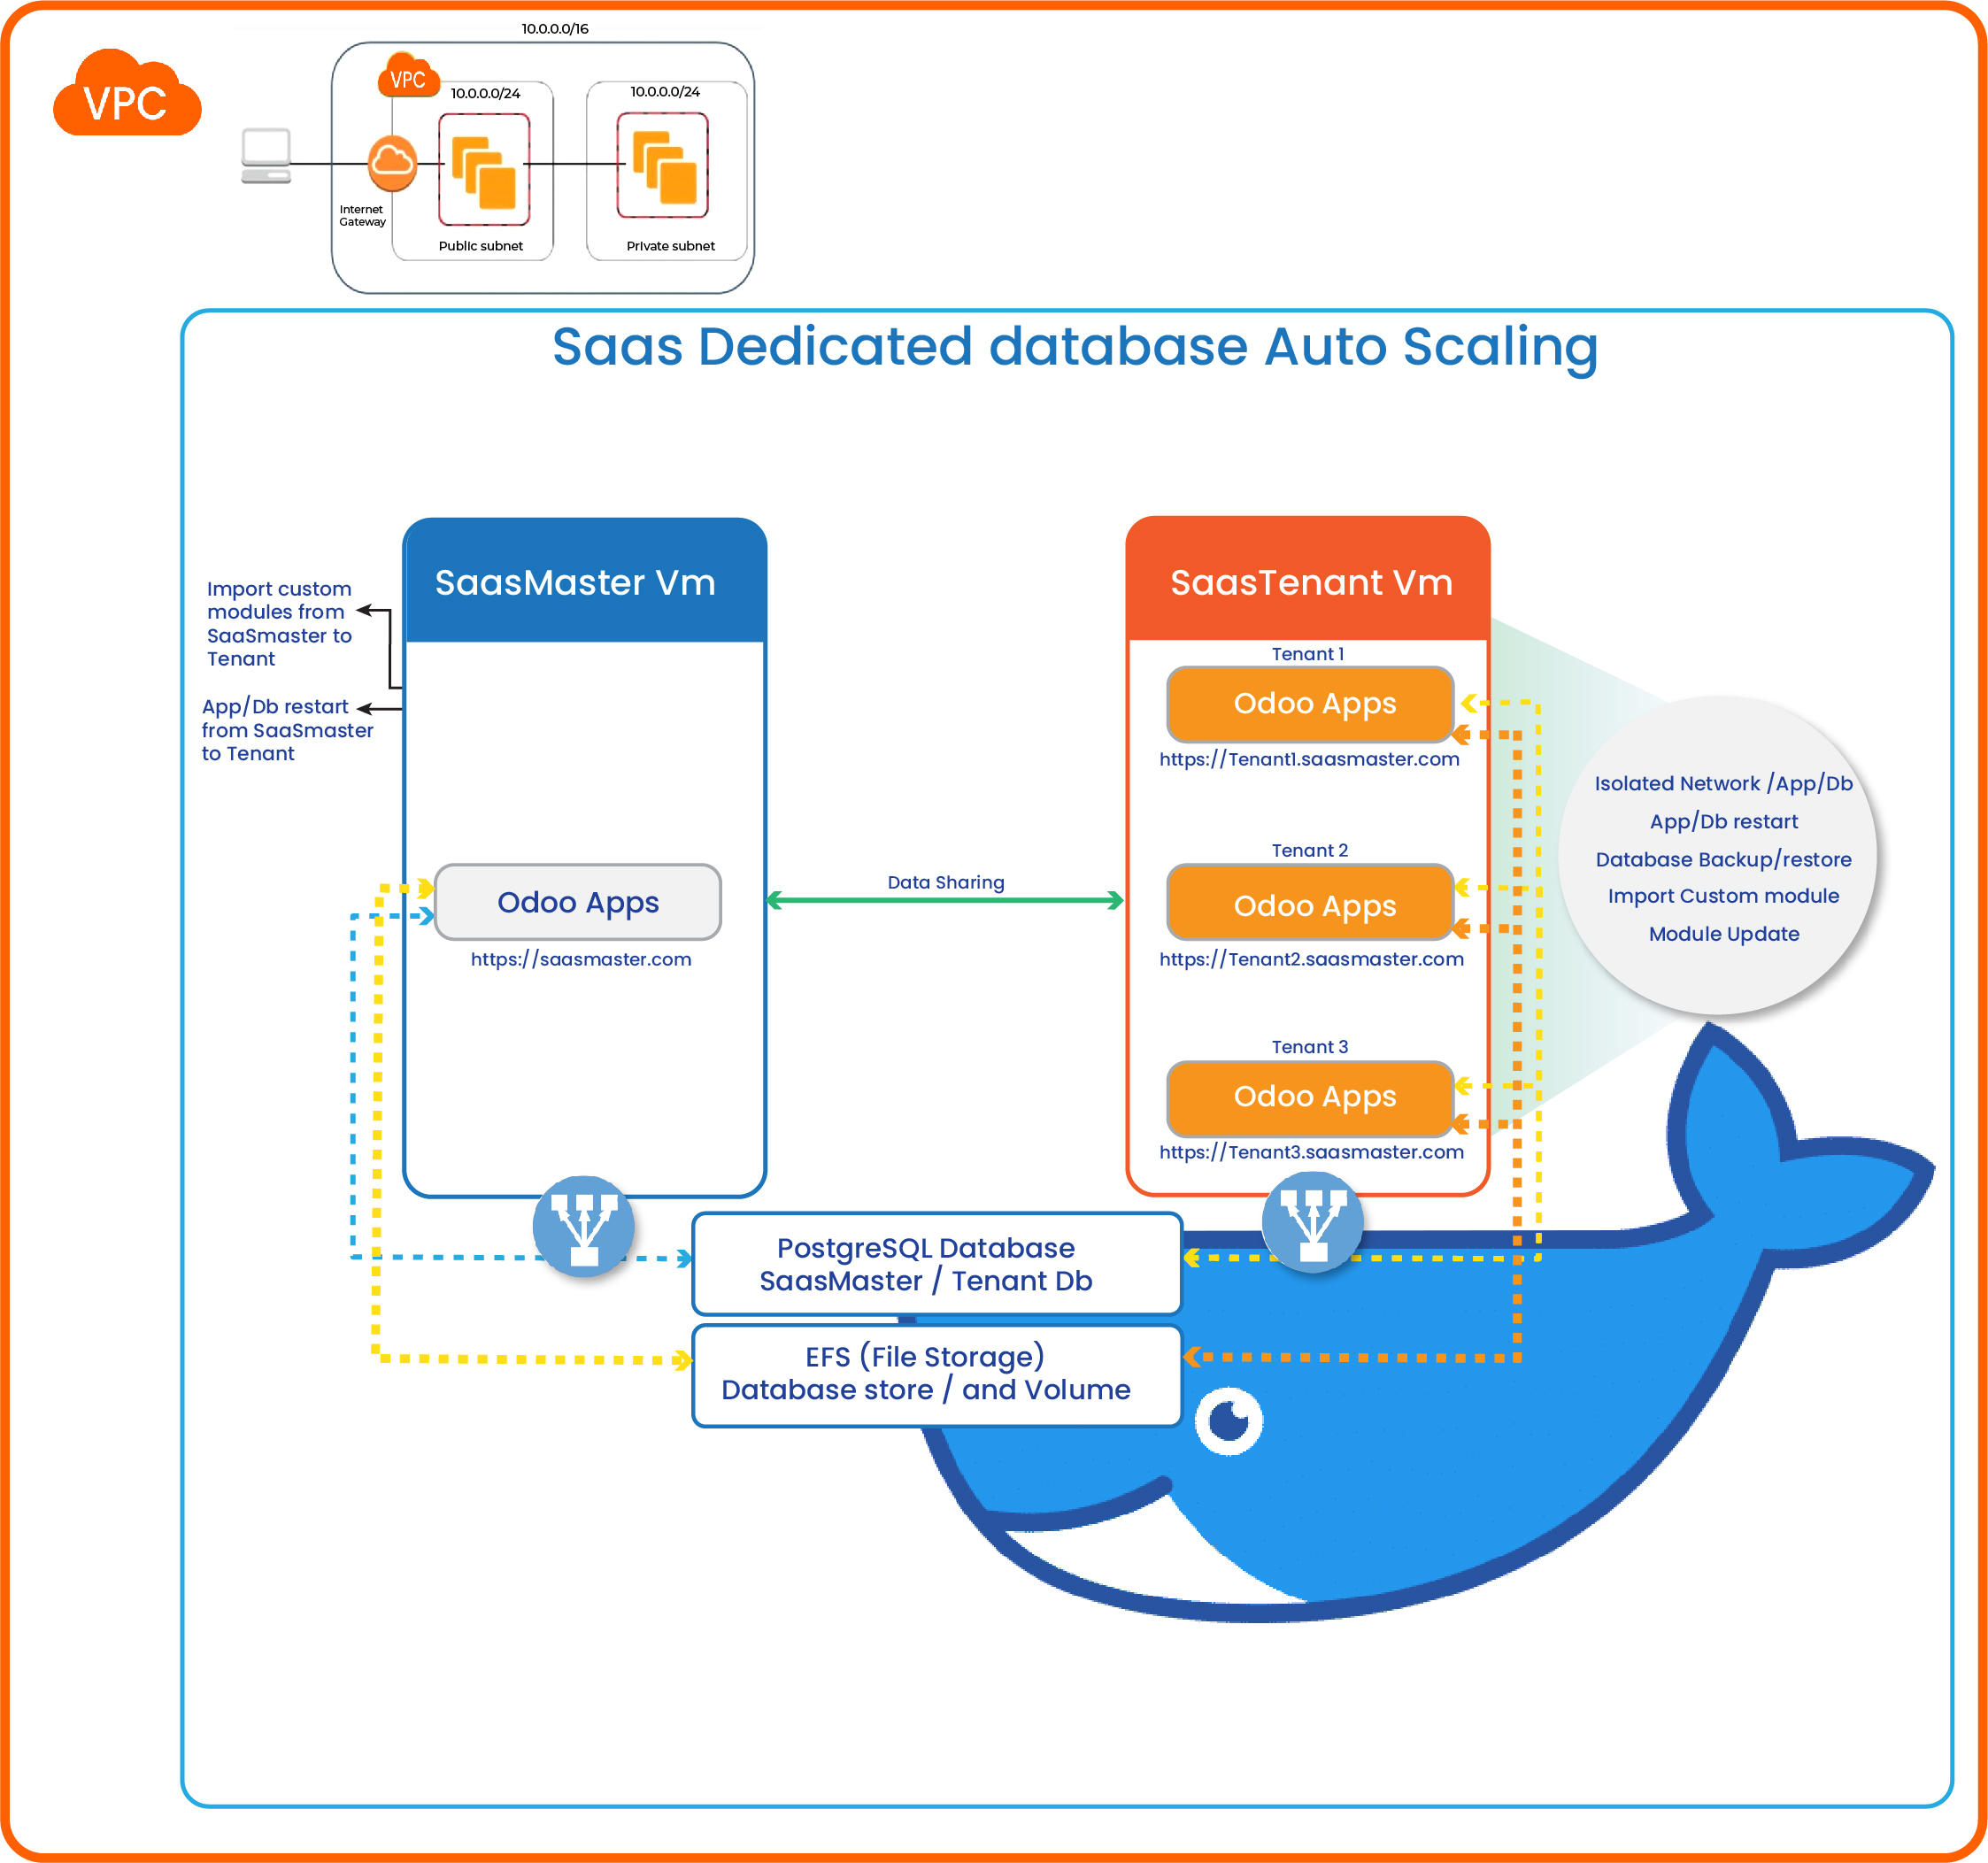 10.0.0.0/16
VPC
VPC
10.0.0.0/24
10.0.0.0/24
Internet
Gateway
Public subnet
Private subnet
Saas Dedicated database Auto Scaling
SaasMaster Vm
SaasTenant Vm
Import custom
modules from
SaaSmaster to
Tenant
App/Db restart
from SaaSmaster
to Tenant
Tenant 1
Odoo Apps
https://Tenant1.saasmaster.com
Isolated Network /App/Db
App/Db restart
Database Backup/restore
Import Custom module
Module Update
Odoo Apps
https://saasmaster.com
Data Sharing
Tenant 2
Odoo Apps
https://Tenant2.saasmaster.com
Tenant 3
Odoo Apps
https://Tenant3.saasmaster.com
PostgreSQL Database
SaasMaster / Tenant Db
EFS (File Storage)
Database store / and Volume